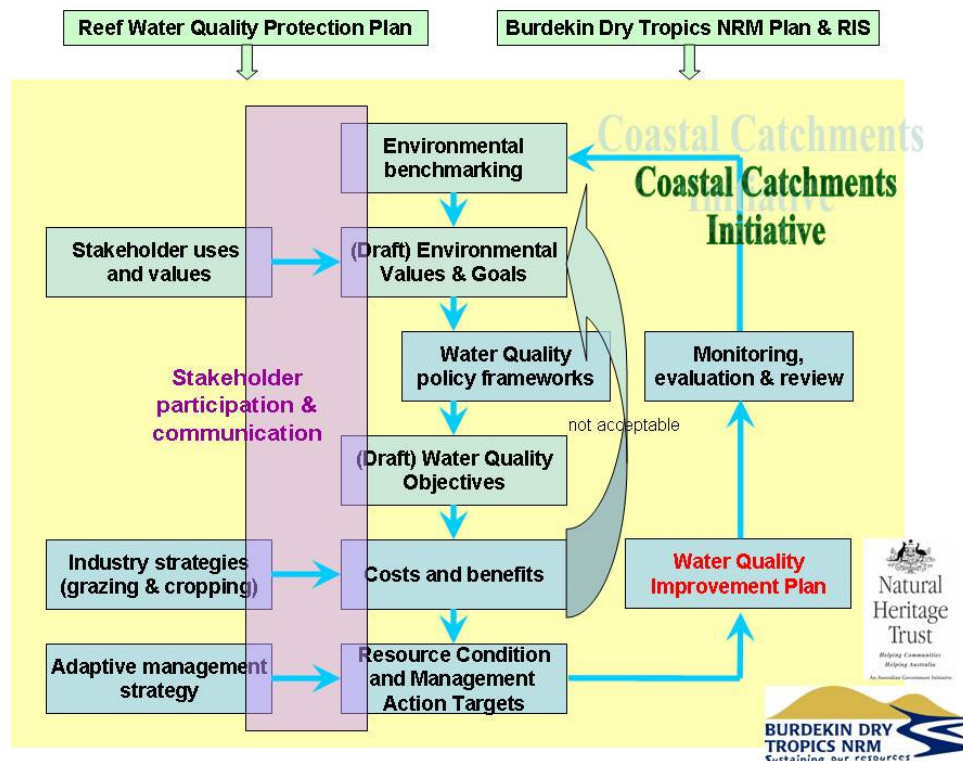 Reef Water Quality Protection Plan
Burdekin Dry Tropics NRM Plan & RIS
Coastal Catchments
Initiative
Environmental
benchmarking
Coastal Catchments
Initiative
Stakeholder uses
and values
(Draft) Environmental
Values & Goals
Water Quality
policy frameworks
Monitoring,
evaluation & review
Stakeholder
participation &
communication
not acceptable
(Draft) Water Quality
Objectives
Industry strategies
(grazing & cropping)
Costs and benefits
Water Quality
Improvement Plan
Natural
Heritage
Trust
Helping Communities
Helping Australia
An Australian Government Initiative
Adaptive management
strategy
Resource Condition
and Management
Action Targets
BURDEKIN DRY
TROPICS NRM
Sustaining our resources